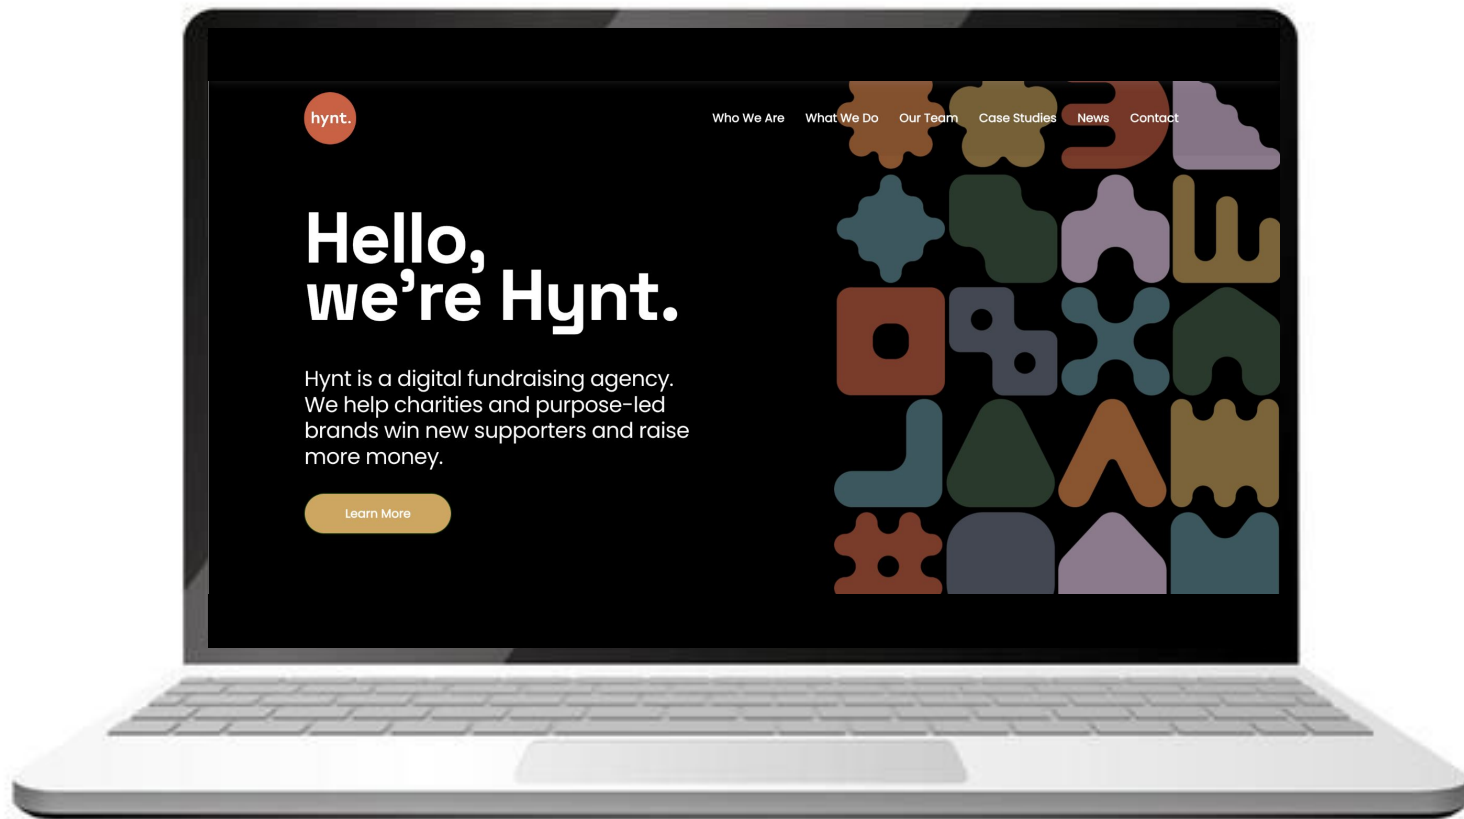 hynt.
Who We Are What We Do Our Team Case Studies News Contact
Hello,
we're Hynt.
Hynt is a digital fundraising agency.
We help charities and purpose-led
brands win new supporters and raise
more money.
Learn More